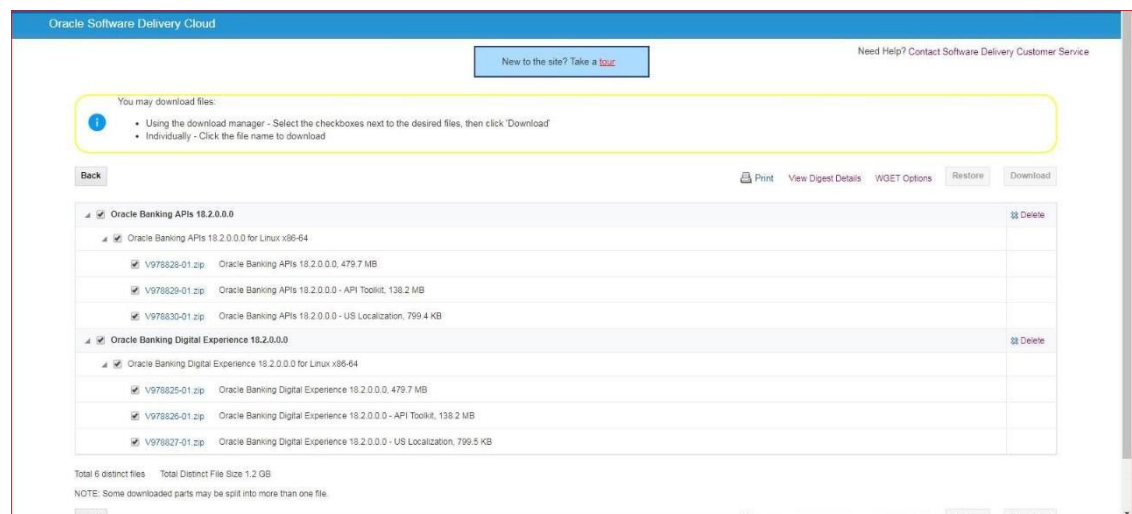 Oracle Software Delivery Cloud
New to the site? Take a tour
Need Help? Contact Software Delivery Customer Service
You may download files:
• Using the download manager - Select the checkboxes next to the desired files, then click 'Download'
• Individually - Click the file name to download
Back
Print View Digest Details WGET Options Restore Download
Oracle Banking APIs 18.2.0.0.0 Delete
Oracle Banking APIs 18.2.0.0.0 for Linux x86-64
V978828-01.zip Oracle Banking APIs 18.2.0.0.0, 479.7 MB
V978829-01.zip Oracle Banking APIs 18.2.0.0.0 - API Toolkit, 138.2 MB
V978830-01.zip Oracle Banking APIs 18.2.0.0.0 - US Localization, 799.4 KB
Oracle Banking Digital Experience 18.2.0.0.0 Delete
Oracle Banking Digital Experience 18.2.0.0.0 for Linux x86-64
V978825-01.zip Oracle Banking Digital Experience 18.2.0.0.0, 479.7 MB
V978826-01.zip Oracle Banking Digital Experience 18.2.0.0.0 - API Toolkit, 138.2 MB
V978827-01.zip Oracle Banking Digital Experience 18.2.0.0.0 - US Localization, 799.5 KB
Total 6 distinct files Total Distinct File Size 1.2 GB
NOTE: Some downloaded parts may be split into more than one file.